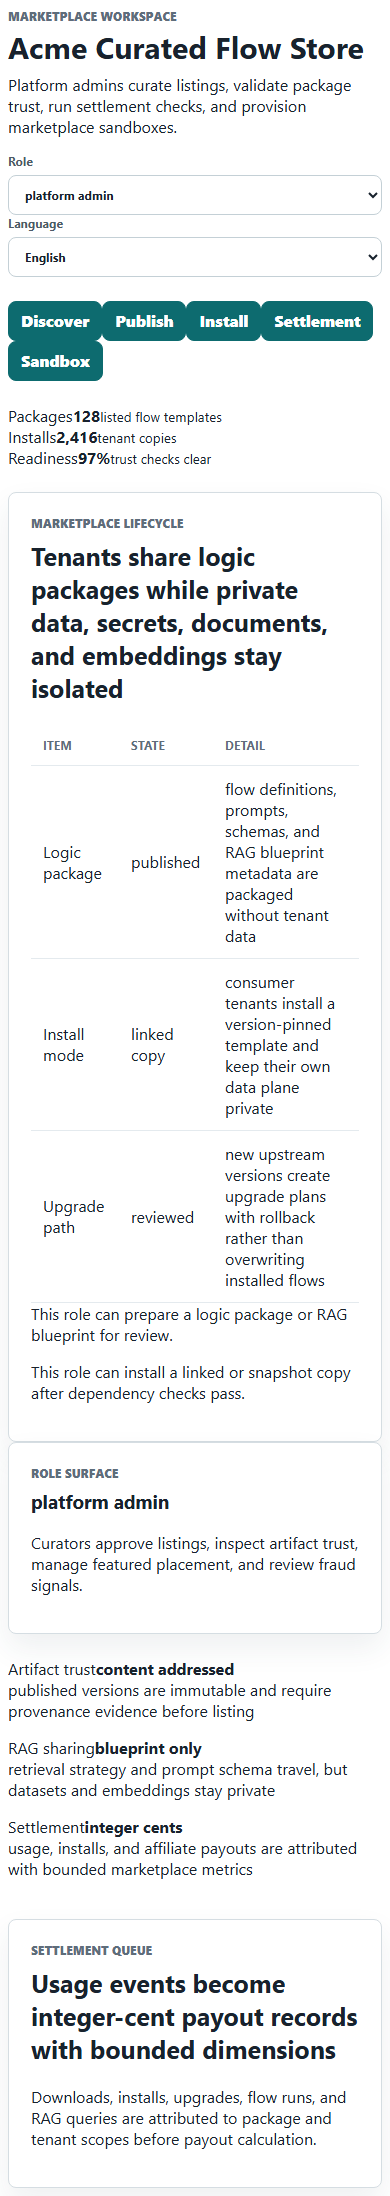 MARKETPLACE WORKSPACE
Acme Curated Flow Store
Platform admins curate listings, validate package
trust, run settlement checks, and provision
marketplace sandboxes.
Role
platform admin
Language
English
Discover Publish Install Settlement
Sandbox
Packages128listed flow templates
Installs2,416tenant copies
Readiness97%trust checks clear
MARKETPLACE LIFECYCLE
Tenants share logic
packages while private
data, secrets, documents,
and embeddings stay
isolated
ITEM STATE DETAIL
Logic package published flow definitions,
prompts,
schemas, and
RAG blueprint
metadata are
packaged
without tenant
data
Install mode linked copy consumer
tenants install a
version-pinned
template and
keep their own
data plane
private
Upgrade path reviewed new upstream
versions create
upgrade plans
with rollback
rather than
overwriting
installed flows
This role can prepare a logic package or RAG
blueprint for review.
This role can install a linked or snapshot copy
after dependency checks pass.
ROLE SURFACE
platform admin
Curators approve listings, inspect artifact trust,
manage featured placement, and review fraud
signals.
Artifact trustcontent addressed
published versions are immutable and require
provenance evidence before listing
RAG sharingblueprint only
retrieval strategy and prompt schema travel, but
datasets and embeddings stay private
Settlementinteger cents
usage, installs, and affiliate payouts are attributed
with bounded marketplace metrics
SETTLEMENT QUEUE
Usage events become
integer-cent payout records
with bounded dimensions
Downloads, installs, upgrades, flow runs, and
RAG queries are attributed to package and
tenant scopes before payout calculation.